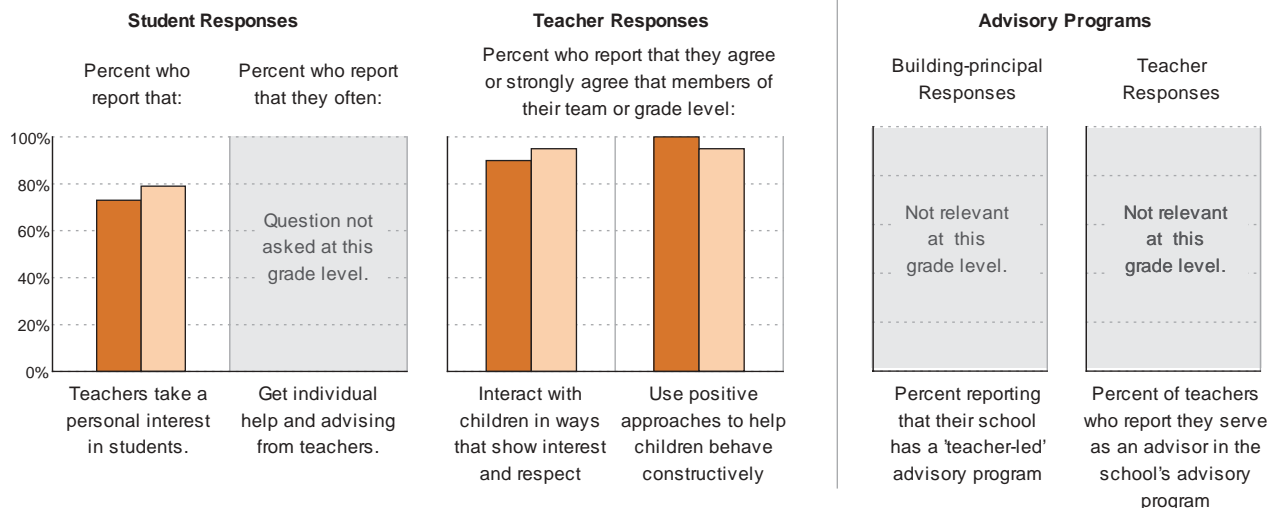 Student Responses
Percent who
report that:
Percent who report
that they often:
100%
80%
60%
40%
20%
0%
Question not
asked at this
grade level.
Teachers take a
personal interest
in students.
Get individual
help and advising
from teachers.
Teacher Responses
Percent who report that they agree
or strongly agree that members of
their team or grade level:
Interact with
children in ways
that show interest
and respect
Use positive
approaches to help
children behave
constructively
Advisory Programs
Building-principal
Responses
Not relevant
at this
grade level.
Percent reporting
that their school
has a 'teacher-led'
advisory program
Teacher
Responses
Not relevant
at this
grade level.
Percent of teachers
who report they serve
as an advisor in the
school's advisory
program